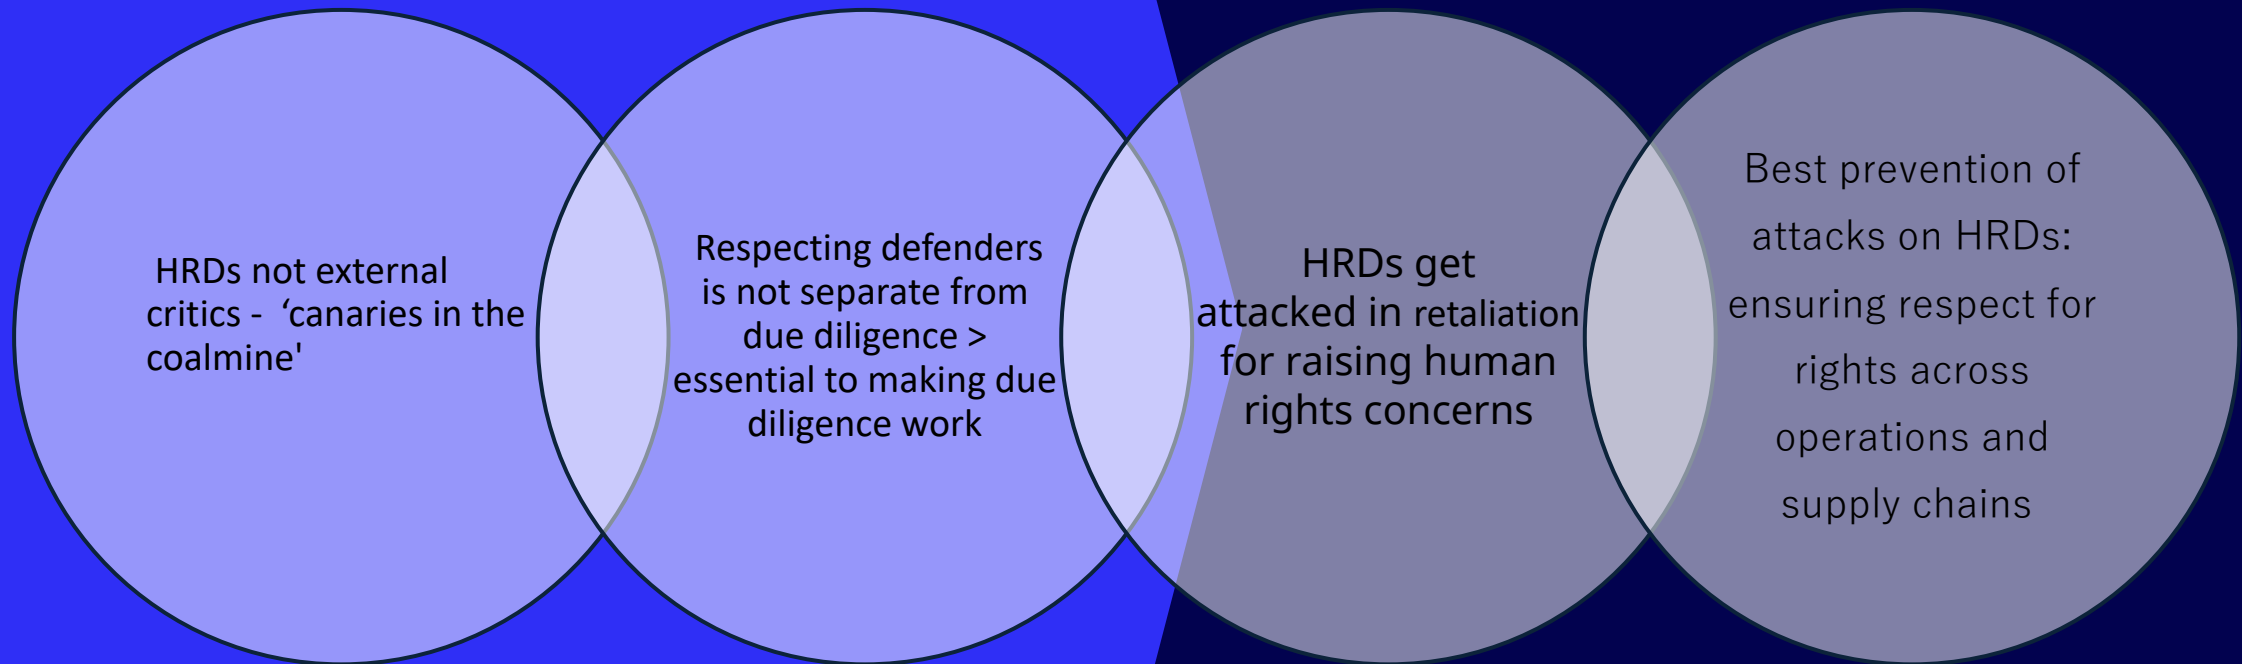 HRDs not external
critics - ‘canaries in the
coalmine'
Respecting defenders
is not separate from
due diligence >
essential to making due
diligence work
HRDs get
attacked in retaliation
for raising human
rights concerns
Best prevention of
attacks on HRDs:
ensuring respect for
rights across
operations and
supply chains